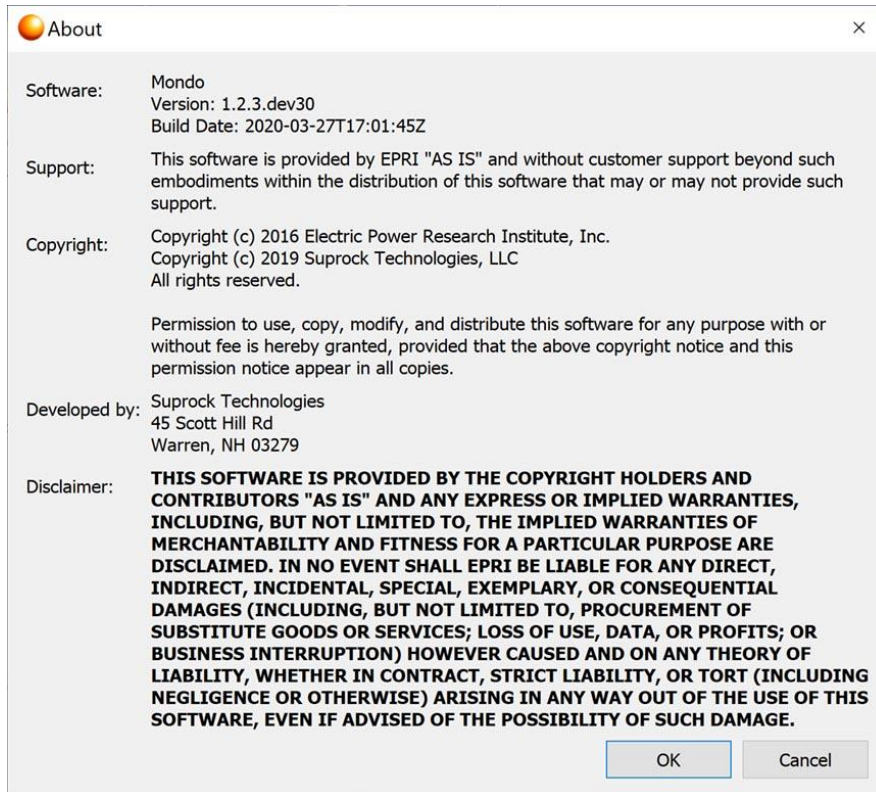 About
Software:
Mondo
Version: 1.2.3.dev30
Build Date: 2020-03-27T17:01:45Z
Support:
This software is provided by EPRI "AS IS" and without customer support beyond such
embodiments within the distribution of this software that may or may not provide such
support.
Copyright:
Copyright (c) 2016 Electric Power Research Institute, Inc.
Copyright (c) 2019 Suprock Technologies, LLC
All rights reserved.
Permission to use, copy, modify, and distribute this software for any purpose with or
without fee is hereby granted, provided that the above copyright notice and this
permission notice appear in all copies.
Developed by:
Suprock Technologies
45 Scott Hill Rd
Warren, NH 03279
Disclaimer:
THIS SOFTWARE IS PROVIDED BY THE COPYRIGHT HOLDERS AND
CONTRIBUTORS "AS IS" AND ANY EXPRESS OR IMPLIED WARRANTIES,
INCLUDING, BUT NOT LIMITED TO, THE IMPLIED WARRANTIES OF
MERCHANTABILITY AND FITNESS FOR A PARTICULAR PURPOSE ARE
DISCLAIMED. IN NO EVENT SHALL EPRI BE LIABLE FOR ANY DIRECT,
INDIRECT, INCIDENTAL, SPECIAL, EXEMPLARY, OR CONSEQUENTIAL
DAMAGES (INCLUDING, BUT NOT LIMITED TO, PROCUREMENT OF
SUBSTITUTE GOODS OR SERVICES; LOSS OF USE, DATA, OR PROFITS; OR
BUSINESS INTERRUPTION) HOWEVER CAUSED AND ON ANY THEORY OF
LIABILITY, WHETHER IN CONTRACT, STRICT LIABILITY, OR TORT (INCLUDING
NEGLIGENCE OR OTHERWISE) ARISING IN ANY WAY OUT OF THE USE OF THIS
SOFTWARE, EVEN IF ADVISED OF THE POSSIBILITY OF SUCH DAMAGE.
OK
Cancel